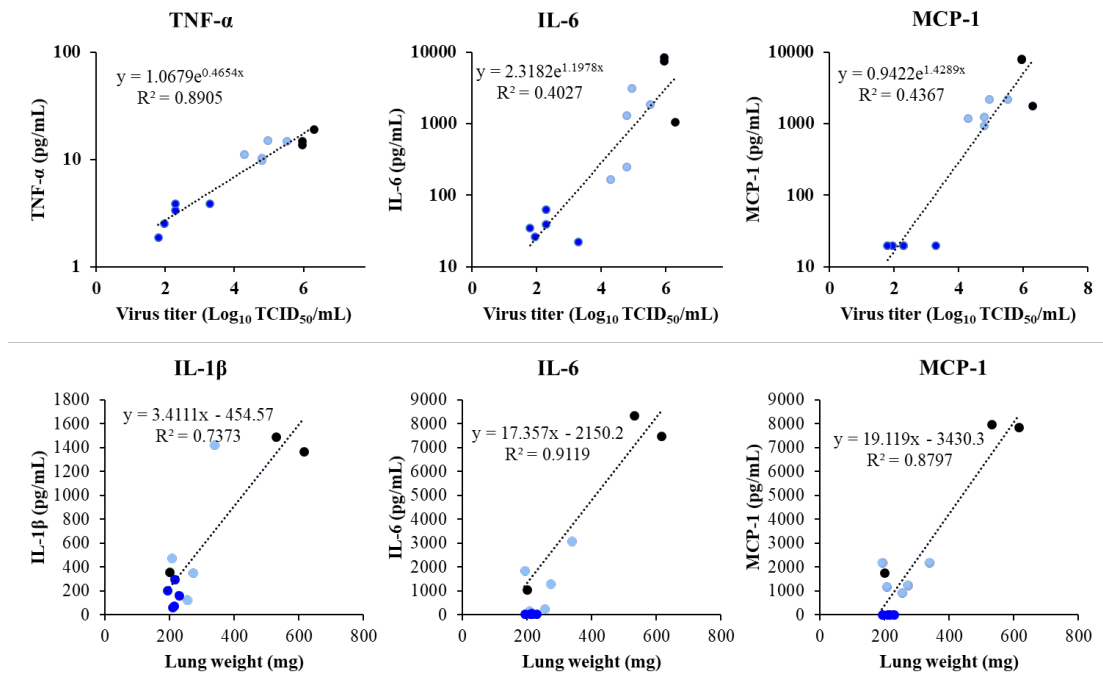 TNF-α
100
10
1
TNF-α (pg/mL)
y = 1.0679e^0.4654x
R² = 0.8905
0 2 4 6
Virus titer (Log₁₀ TCID₅₀/mL)
IL-6
10000
1000
100
10
IL-6 (pg/mL)
y = 2.3182e^1.1978x
R² = 0.4027
0 2 4 6
Virus titer (Log₁₀ TCID₅₀/mL)
MCP-1
10000
1000
100
10
MCP-1 (pg/mL)
y = 0.9422e^1.4289x
R² = 0.4367
0 2 4 6 8
Virus titer (Log₁₀ TCID₅₀/mL)
IL-1β
1800
1600
1400
1200
1000
800
600
400
200
0
IL-1β (pg/mL)
y = 3.4111x - 454.57
R² = 0.7373
0 200 400 600 800
Lung weight (mg)
IL-6
9000
8000
7000
6000
5000
4000
3000
2000
1000
0
IL-6 (pg/mL)
y = 17.357x - 2150.2
R² = 0.9119
0 200 400 600 800
Lung weight (mg)
MCP-1
9000
8000
7000
6000
5000
4000
3000
2000
1000
0
MCP-1 (pg/mL)
y = 19.119x - 3430.3
R² = 0.8797
0 200 400 600 800
Lung weight (mg)